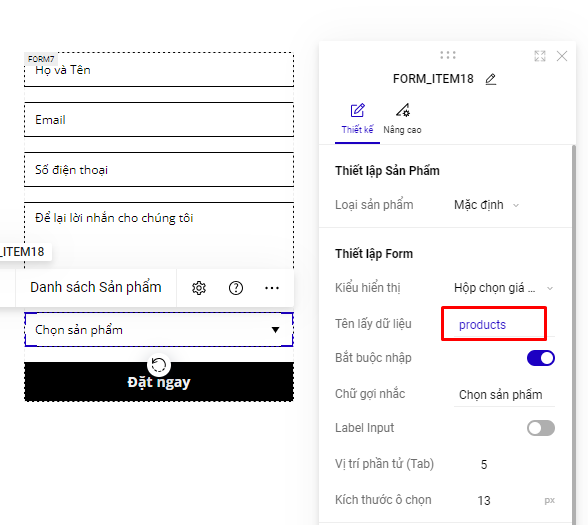 FORM7
Họ và Tên
Email
Số điện thoại
Để lại lời nhắn cho chúng tôi
_ITEM18
Danh sách Sản phẩm
Chọn sản phẩm
Đặt ngay
FORM_ITEM18
Thiết kế
Nâng cao
Thiết lập Sản Phẩm
Loại sản phẩm Mặc định
Thiết lập Form
Kiểu hiển thị Hộp chọn giá ...
Tên lấy dữ liệu products
Bắt buộc nhập
Chữ gợi nhắc Chọn sản phẩm
Label Input
Vị trí phần tử (Tab) 5
Kích thước ô chọn 13 px